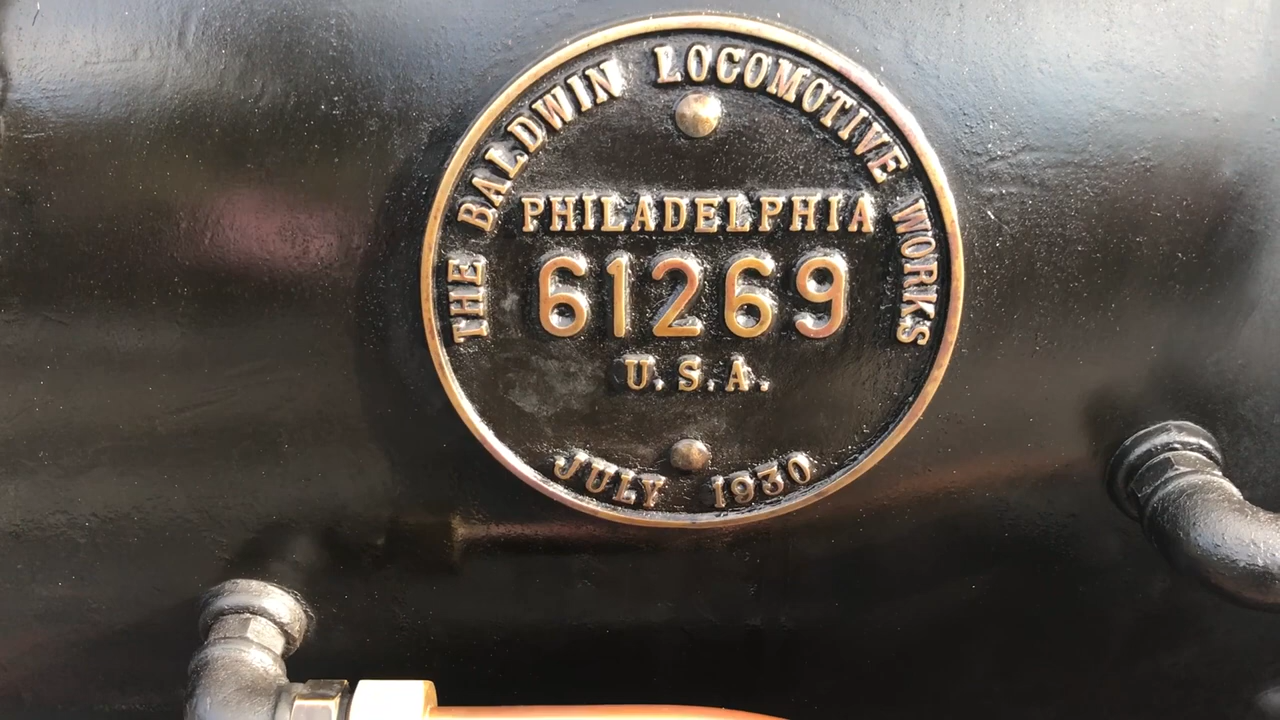 THE BALDWIN LOCOMOTIVE WORKS
PHILADELPHIA
61269
U.S.A.
JULY 1930